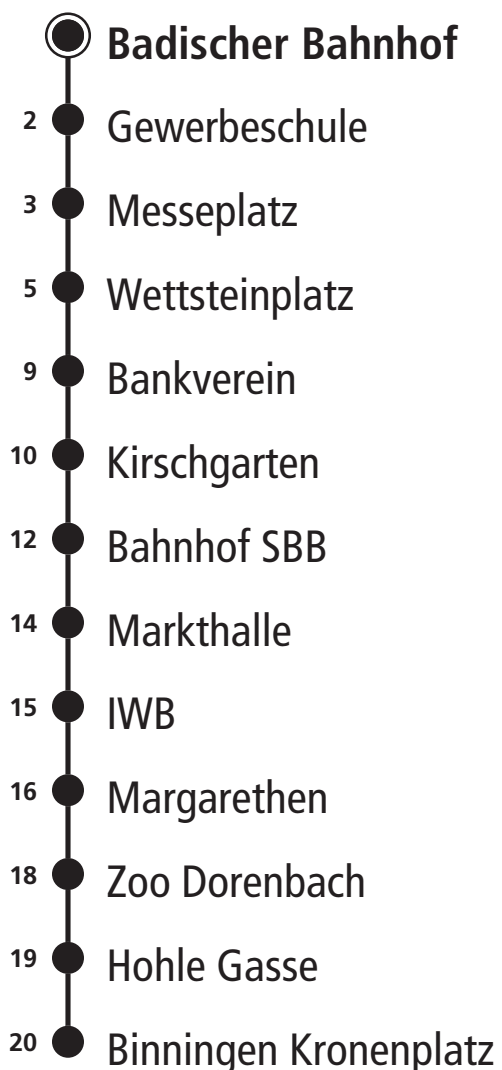 Badischer Bahnhof
2 Gewerbeschule
3 Messeplatz
5 Wettsteinplatz
9 Bankverein
10 Kirschgarten
12 Bahnhof SBB
14 Markthalle
15 IWB
16 Margarethen
18 Zoo Dorenbach
19 Hohle Gasse
20 Binningen Kronenplatz